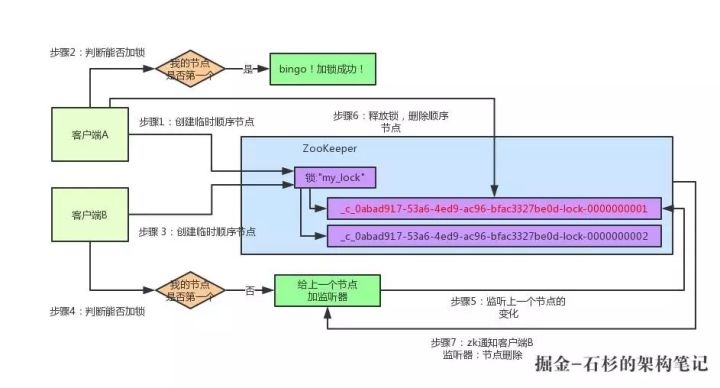 步骤2：判断能否加锁
我的节点
是否第一个
是
bingo！加锁成功！
客户端A
步骤1：创建临时顺序节点
步骤6：释放锁，删除顺序
节点
ZooKeeper
锁:"my_lock"
_c_0abad917-53a6-4ed9-ac96-bfac3327be0d-lock-0000000001
_c_0abad917-53a6-4ed9-ac96-bfac3327be0d-lock-0000000002
客户端B
步骤 3：创建临时顺序节点
我的节点
是否第一个
否
给上一个节点
加监听器
步骤4：判断能否加锁
步骤5：监听上一个节点的
变化
步骤7：zk通知客户端B
监听器：节点删除
掘金-石杉的架构笔记